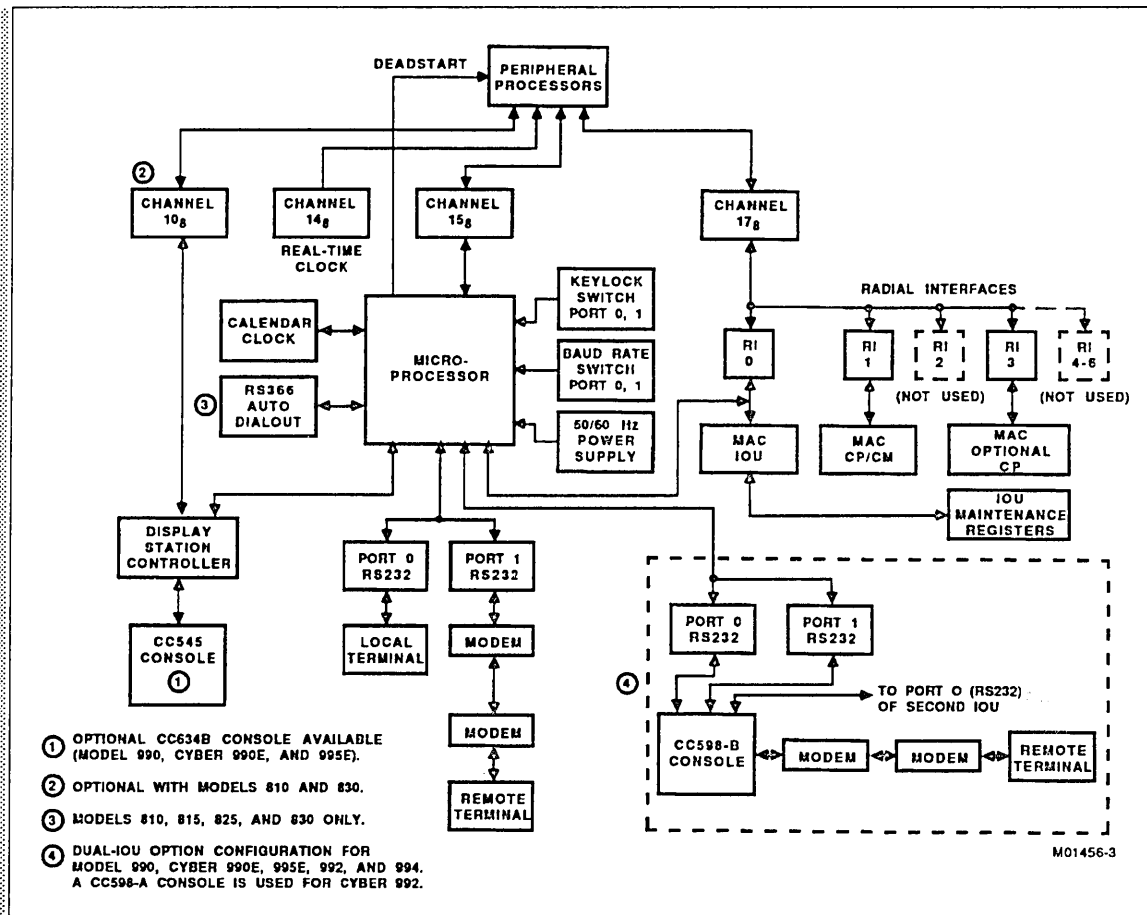 DEADSTART
PERIPHERAL
PROCESSORS
②
CHANNEL
10₈
CHANNEL
14₈
REAL-TIME
CLOCK
CHANNEL
15₈
CHANNEL
17₈
CALENDAR
CLOCK
③
RS366
AUTO
DIALOUT
MICRO-
PROCESSOR
KEYLOCK
SWITCH
PORT 0, 1
BAUD RATE
SWITCH
PORT 0, 1
50/60 Hz
POWER
SUPPLY
RADIAL INTERFACES
RI
0
RI
1
RI
2
(NOT USED)
RI
3
RI
4-6
(NOT USED)
MAC
IOU
MAC
CP/CM
MAC
OPTIONAL
CP
IOU
MAINTENANCE
REGISTERS
DISPLAY
STATION
CONTROLLER
CC545
CONSOLE
①
PORT 0
RS232
PORT 1
RS232
LOCAL
TERMINAL
MODEM
MODEM
REMOTE
TERMINAL
④
PORT 0
RS232
PORT 1
RS232
TO PORT 0 (RS232)
OF SECOND IOU
CC598-B
CONSOLE
MODEM
MODEM
REMOTE
TERMINAL
① OPTIONAL CC634B CONSOLE AVAILABLE
(MODEL 990, CYBER 990E, AND 995E).
② OPTIONAL WITH MODELS 810 AND 830.
③ MODELS 810, 815, 825, AND 830 ONLY.
④ DUAL-IOU OPTION CONFIGURATION FOR
MODEL 990, CYBER 990E, 995E, 992, AND 994.
A CC598-A CONSOLE IS USED FOR CYBER 992.
M01456-3